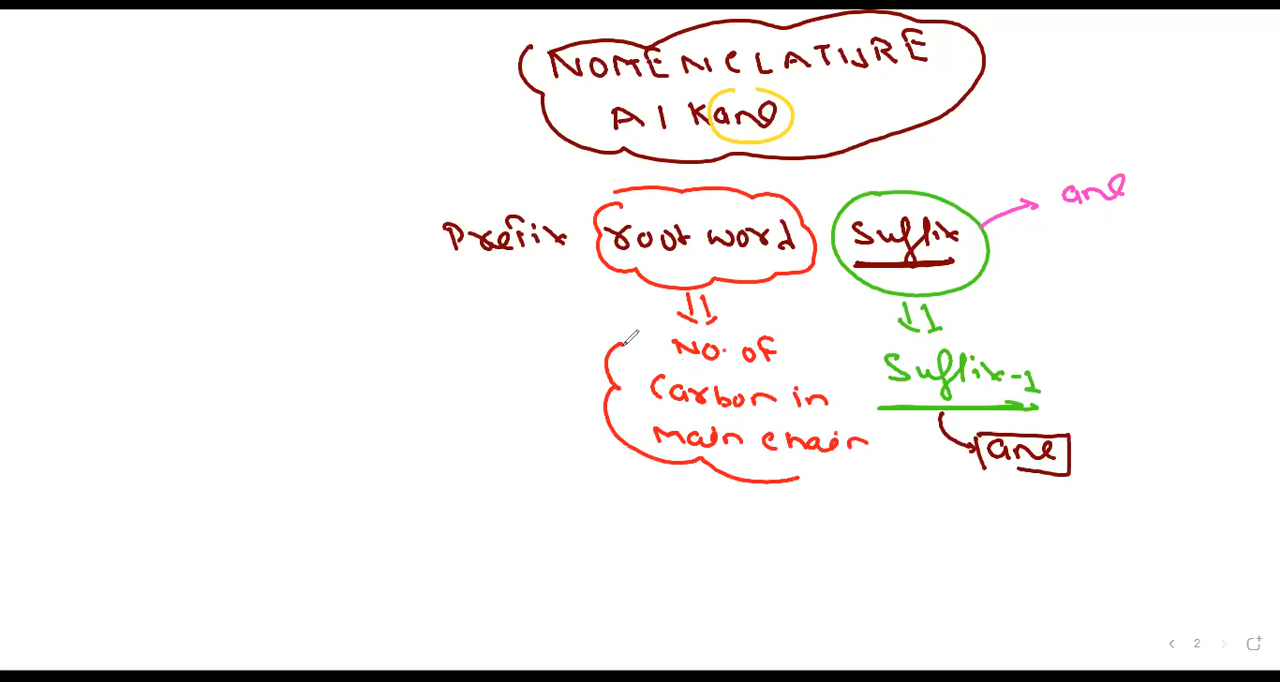 NOMENCLATURE
Alkane
ane
Prefix root word Suffix
No. of
Carbon in
main chain
Suffix-1
ane
2